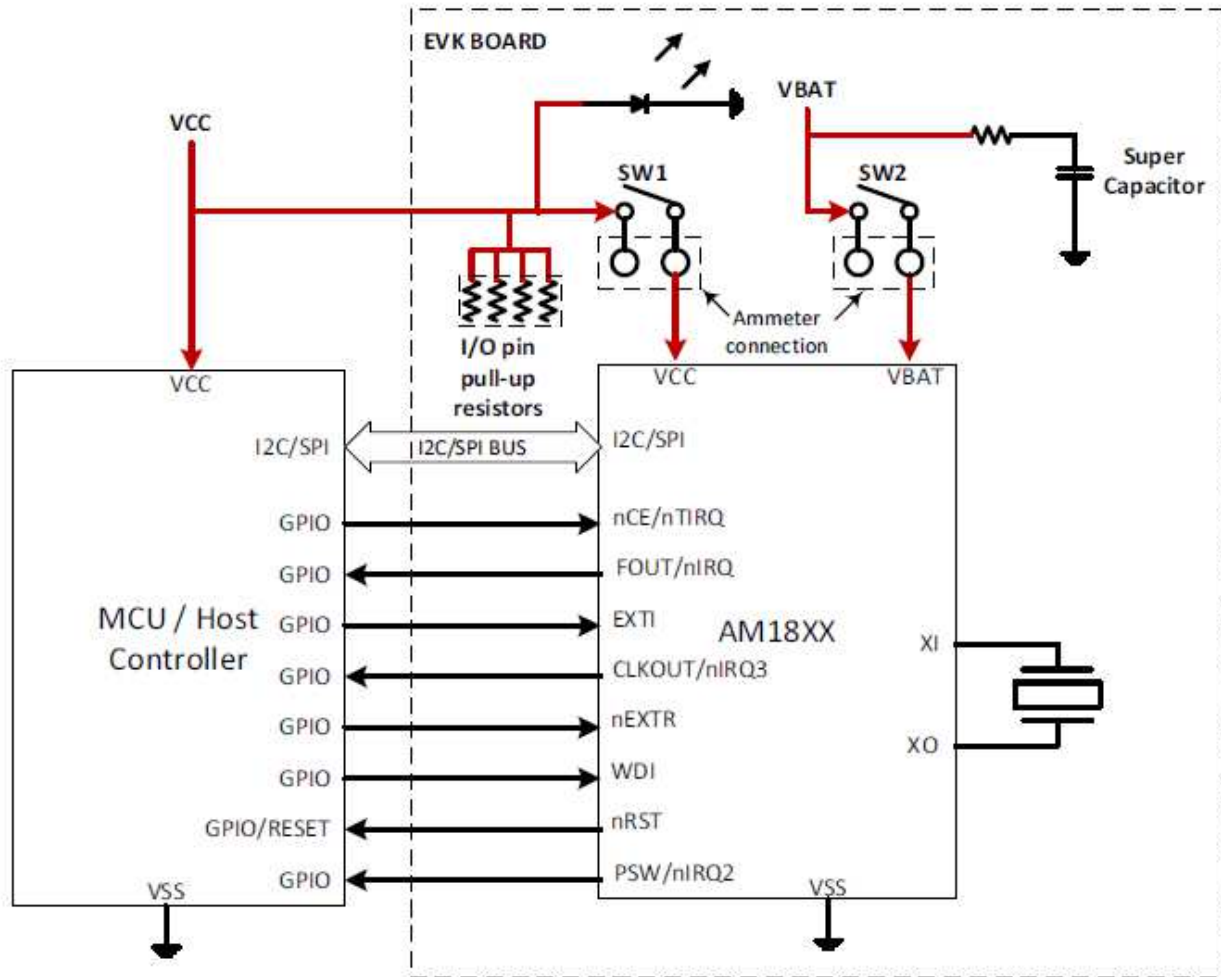 EVK BOARD
VCC
VBAT
SW1
SW2
Super
Capacitor
Ammeter
connection
I/O pin
pull-up
resistors
VCC
VCC
VBAT
I2C/SPI
I2C/SPI BUS
I2C/SPI
GPIO
nCE/nTIRQ
GPIO
FOUT/nIRQ
MCU / Host
Controller
GPIO
EXTI
AM18XX
XI
GPIO
CLKOUT/nIRQ3
GPIO
nEXTR
XO
GPIO
WDI
GPIO/RESET
nRST
GPIO
PSW/nIRQ2
VSS
VSS